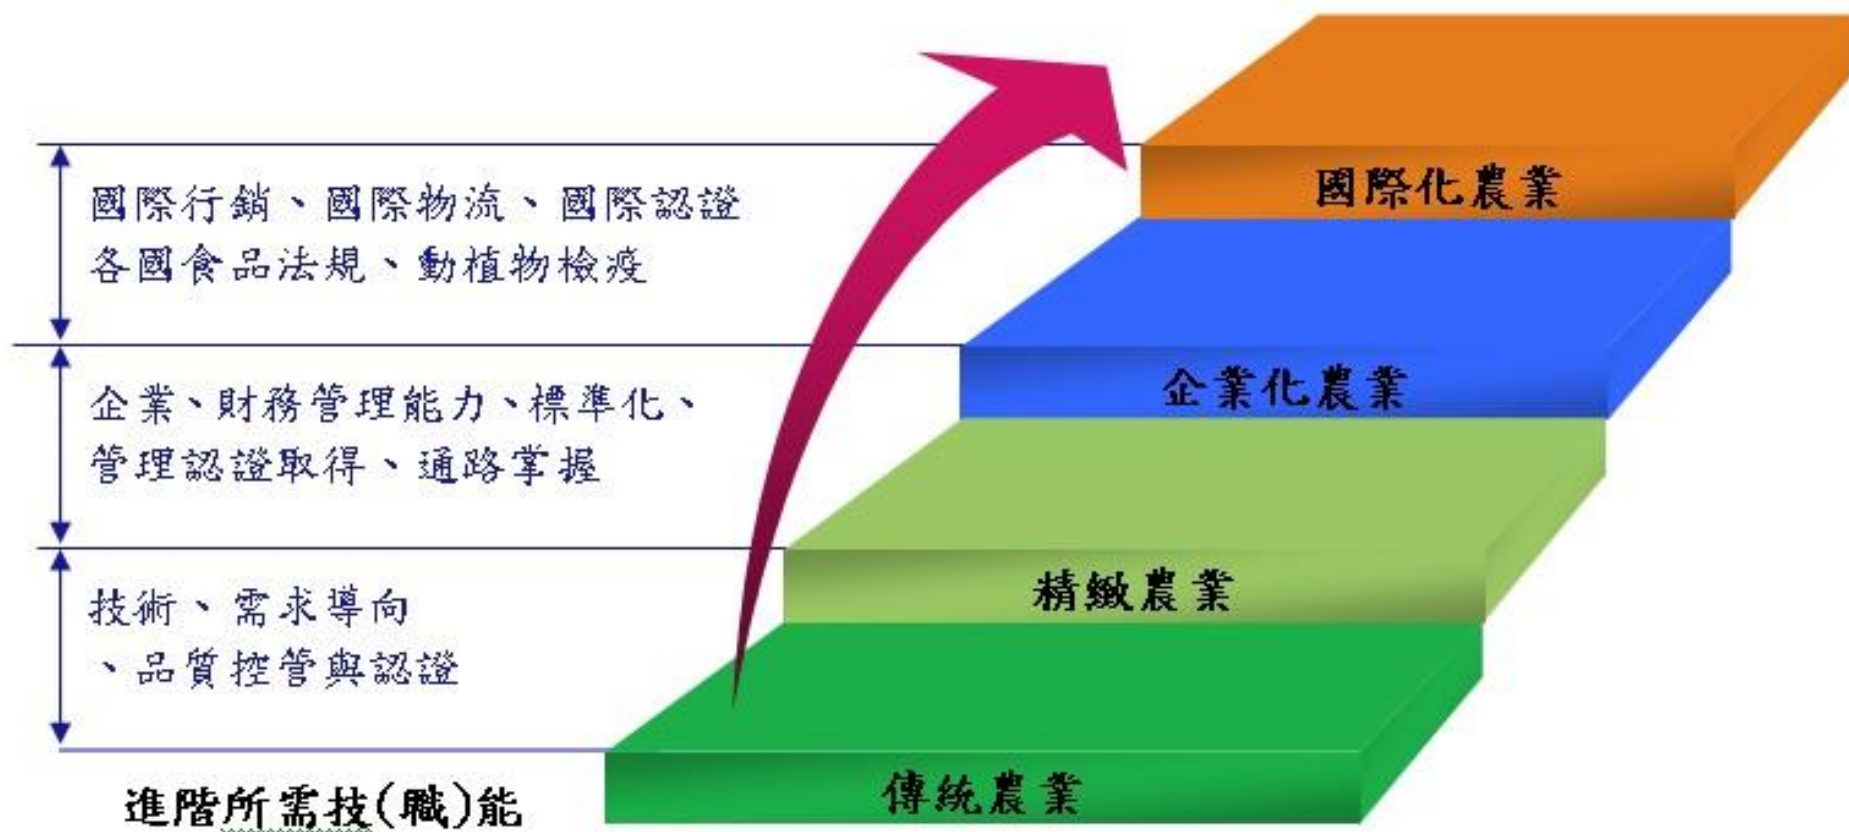 國際化農業
國際行銷、國際物流、國際認證
各國食品法規、動植物檢疫
企業化農業
企業、財務管理能力、標準化、
管理認證取得、通路掌握
精緻農業
技術、需求導向
、品質控管與認證
傳統農業
進階所需技(職)能